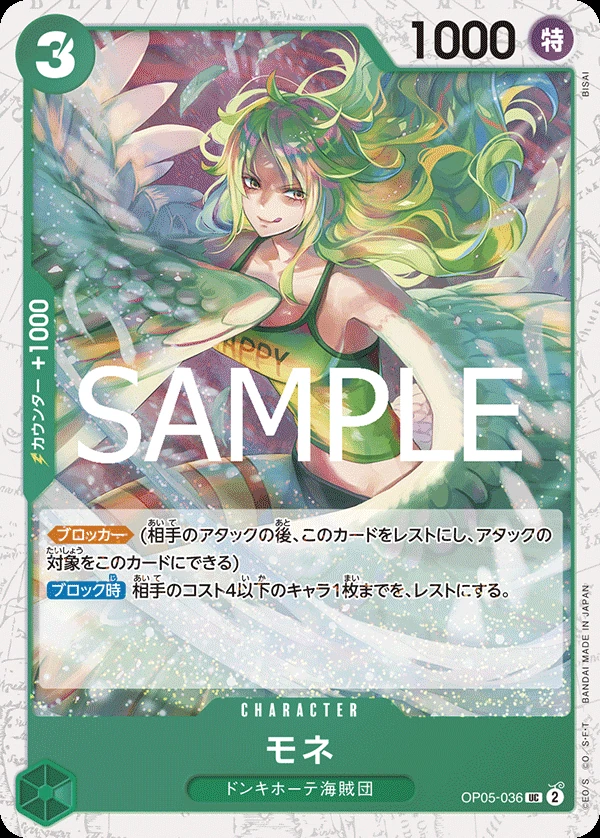 3
1000
特
BISAI
カウンター +1000
HAPPY
SAMPLE
ブロッカー (相手のアタックの後、このカードをレストにし、アタックの
対象をこのカードにできる)
ブロック時 相手のコスト4以下のキャラ1枚までを、レストにする。
CHARACTER
モネ
ドンキホーテ海賊団
OP05-036 UC 2
©E.O/S. ©O./S.・F.・T. BANDAI MADE IN JAPAN